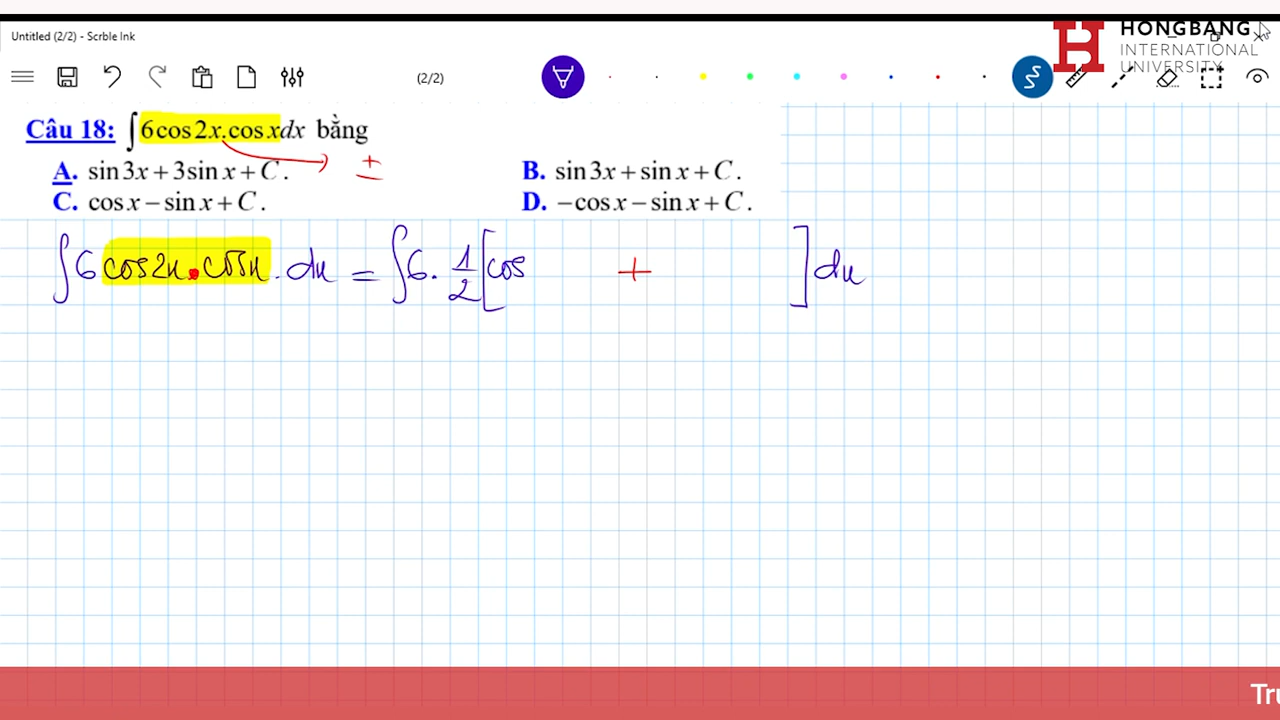 Untitled (2/2) - Scrble Ink
HONGBANG
INTERNATIONAL
UNIVERSITY
(2/2)
Câu 18: ∫6cos2x.cosxdx bằng
A. sin3x + 3sinx + C.
B. sin3x + sinx + C.
C. cosx − sinx + C.
D. −cosx − sinx + C.
±
∫6 cos2x.cosx.dx = ∫6.1/2[cos + ]dx